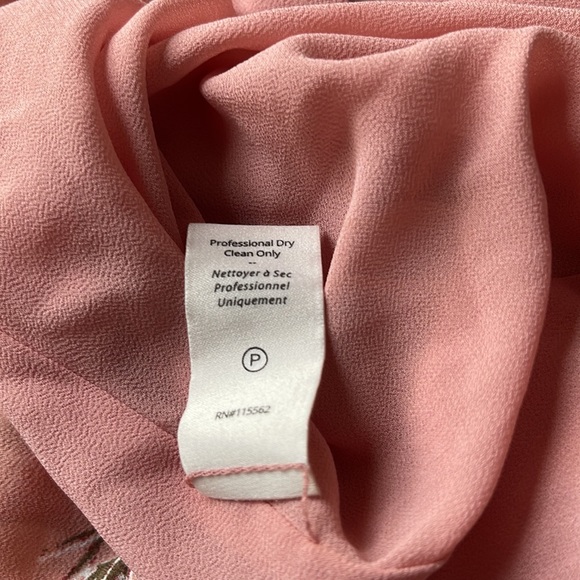 Professional Dry
Clean Only
--
Nettoyer à Sec
Professionnel
Uniquement
P
RN#115562